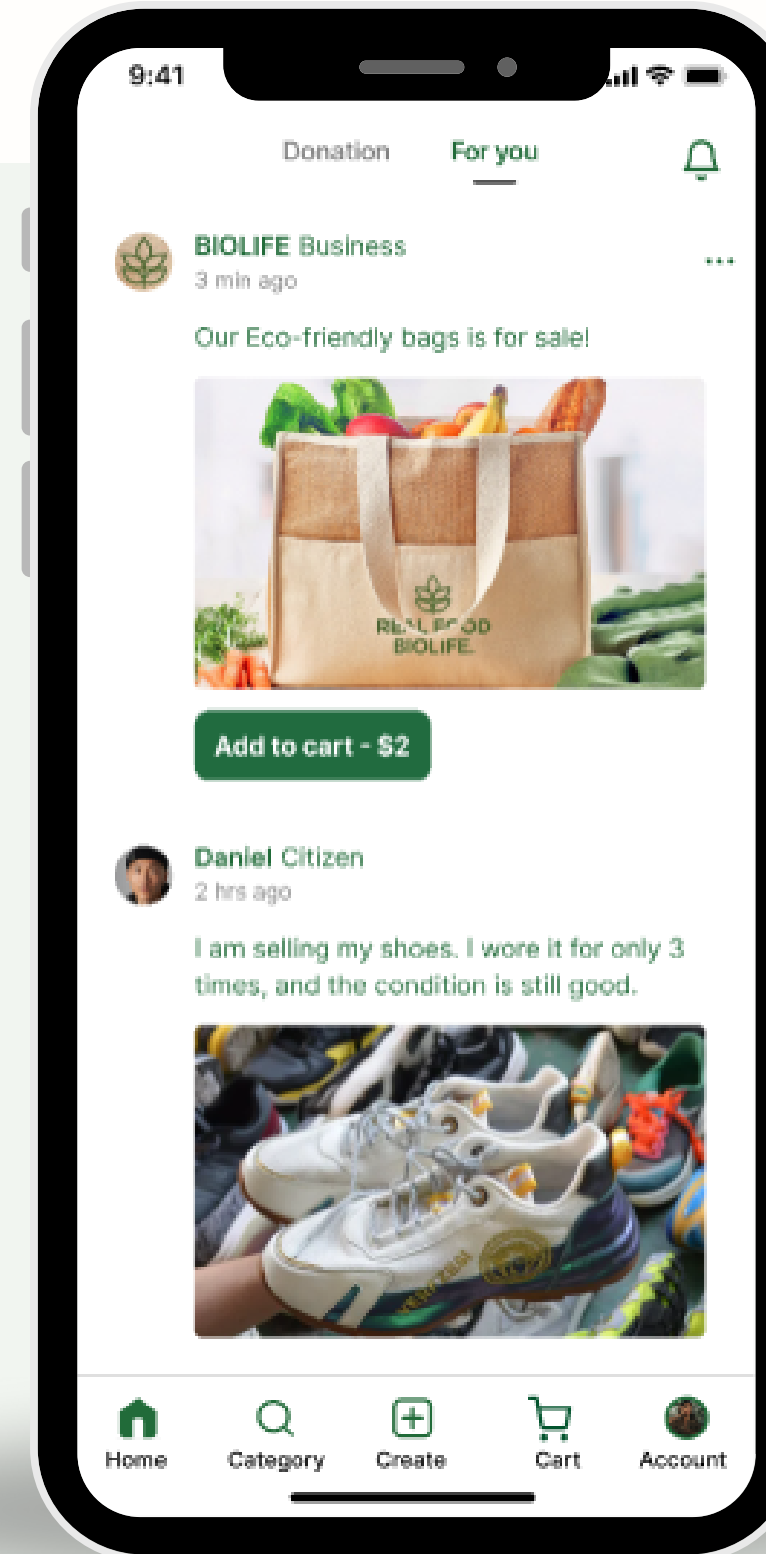 9:41
Donation For you
BIOLIFE Business
3 min ago
Our Eco-friendly bags is for sale!
REAL FOOD
BIOLIFE.
Add to cart - $2
Daniel Citizen
2 hrs ago
I am selling my shoes. I wore it for only 3
times, and the condition is still good.
Home Category Create Cart Account